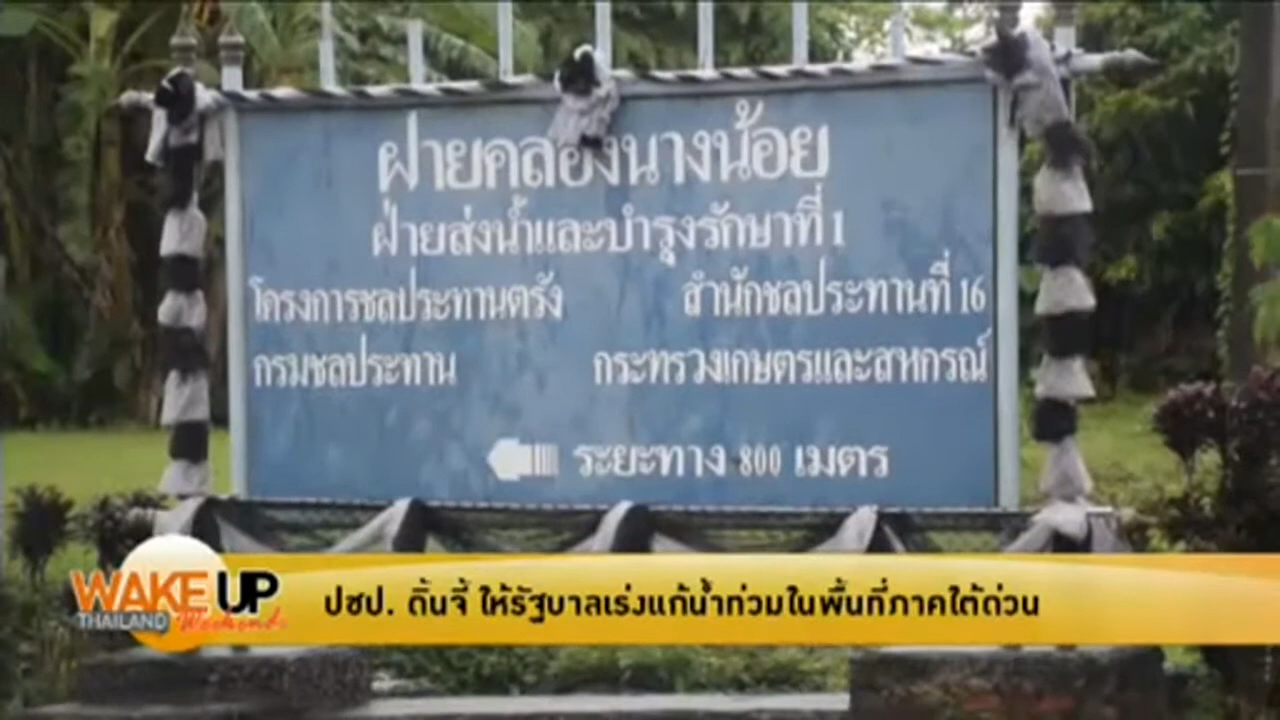 ฝายคลองนางน้อย
ฝ่ายส่งน้ำและบำรุงรักษาที่ 1
โครงการชลประทานตรัง สำนักชลประทานที่ 16
กรมชลประทาน กระทรวงเกษตรและสหกรณ์
ระยะทาง 800 เมตร
WAKE UP
THAILAND Weekends
ปชป. ดิ้นจี้ ให้รัฐบาลเร่งแก้น้ำท่วมในพื้นที่ภาคใต้ด่วน